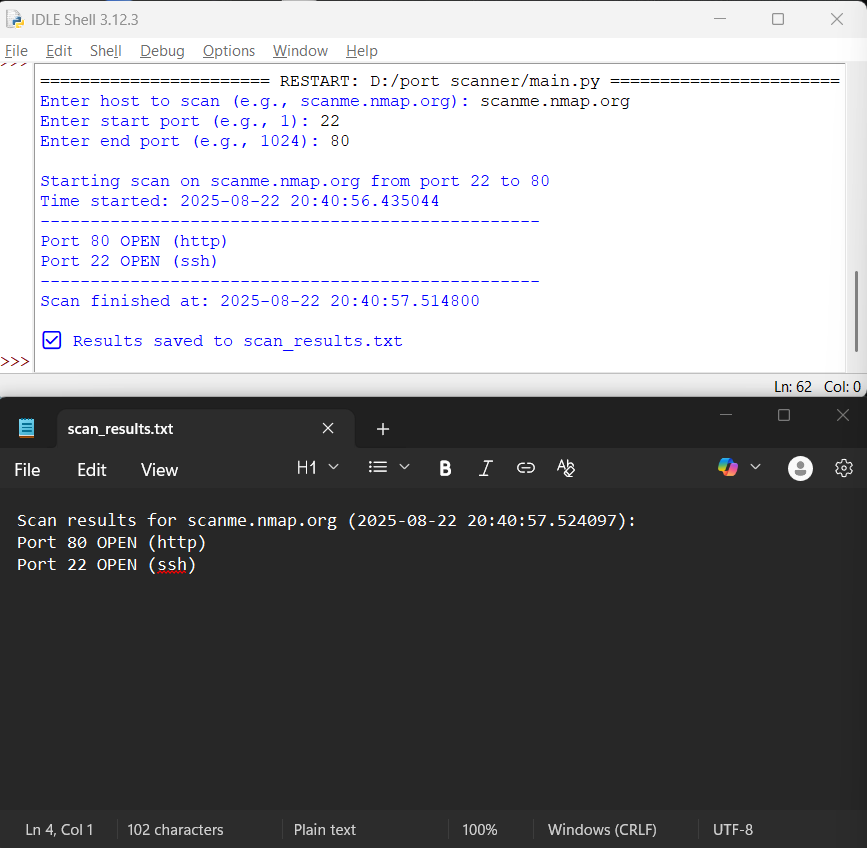 IDLE Shell 3.12.3
File Edit Shell Debug Options Window Help
>>>
======================= RESTART: D:/port scanner/main.py =======================
Enter host to scan (e.g., scanme.nmap.org): scanme.nmap.org
Enter start port (e.g., 1): 22
Enter end port (e.g., 1024): 80
Starting scan on scanme.nmap.org from port 22 to 80
Time started: 2025-08-22 20:40:56.435044
--------------------------------------------------
Port 80 OPEN (http)
Port 22 OPEN (ssh)
--------------------------------------------------
Scan finished at: 2025-08-22 20:40:57.514800
☑ Results saved to scan_results.txt
>>>
Ln: 62 Col: 0
scan_results.txt
File Edit View H1 B I
Scan results for scanme.nmap.org (2025-08-22 20:40:57.524097):
Port 80 OPEN (http)
Port 22 OPEN (ssh)
Ln 4, Col 1 102 characters Plain text 100% Windows (CRLF) UTF-8